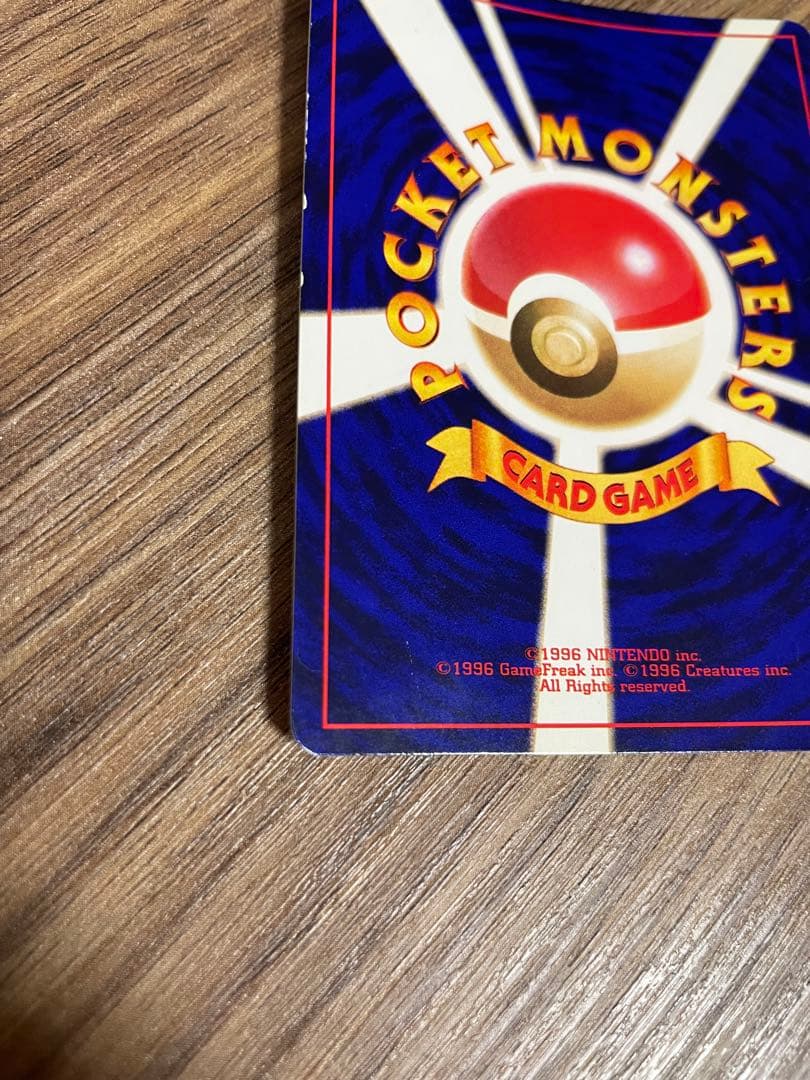 POCKET MONSTERS
CARD GAME
©1996 NINTENDO inc.
©1996 GameFreak inc. ©1996 Creatures inc.
All Rights reserved.